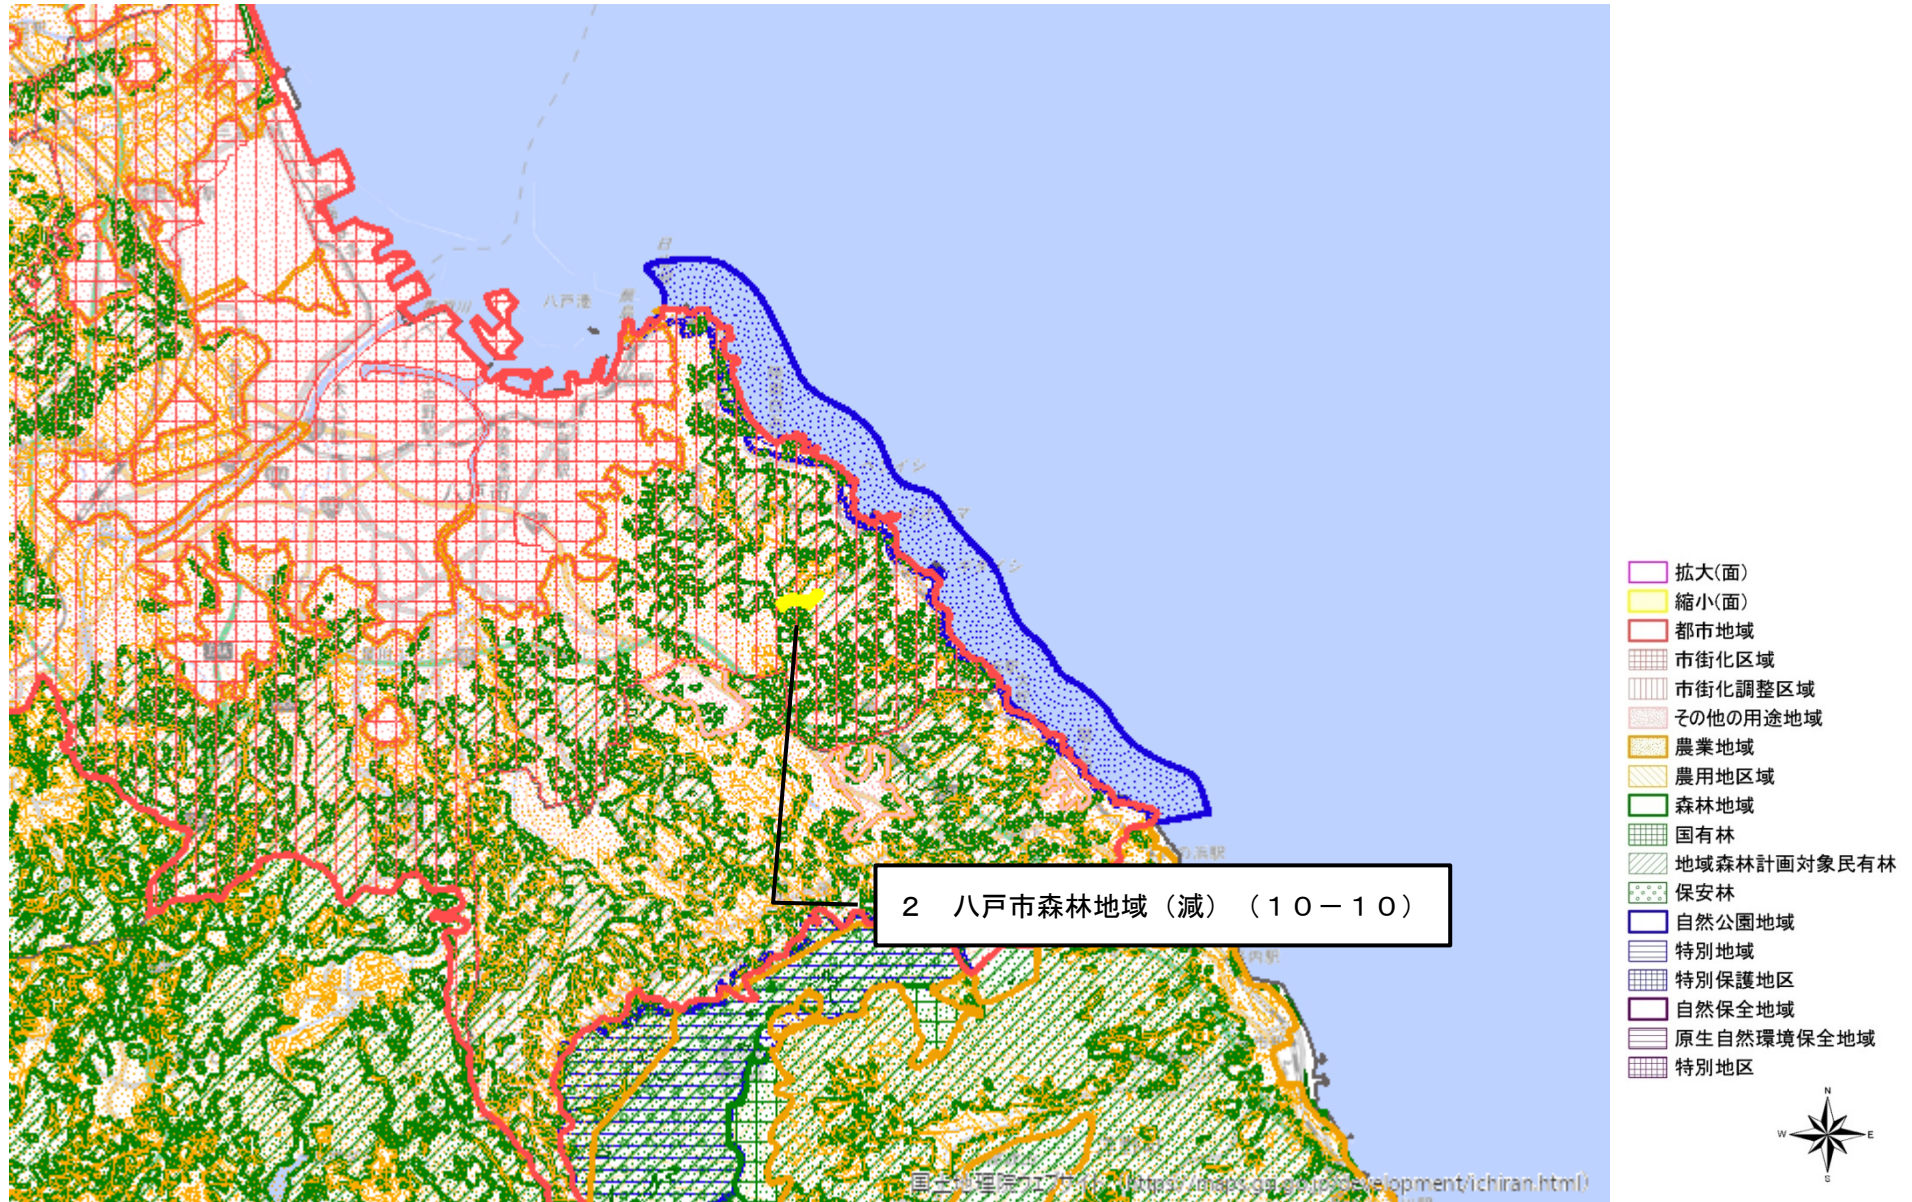 八戸港
２　八戸市森林地域（減）（１０－１０）
拡大(面)
縮小(面)
都市地域
市街化区域
市街化調整区域
その他の用途地域
農業地域
農用地区域
森林地域
国有林
地域森林計画対象民有林
保安林
自然公園地域
特別地域
特別保護地区
自然保全地域
原生自然環境保全地域
特別地区
N
W E
S